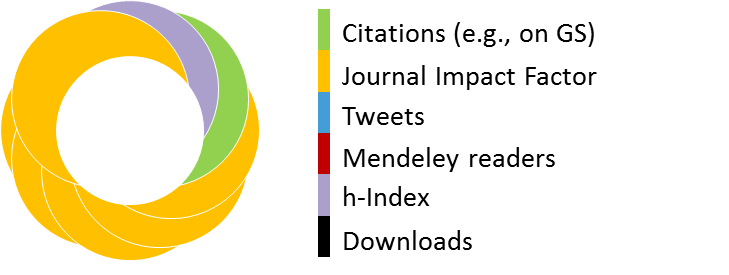 Citations (e.g., on GS)
Journal Impact Factor
Tweets
Mendeley readers
h-Index
Downloads